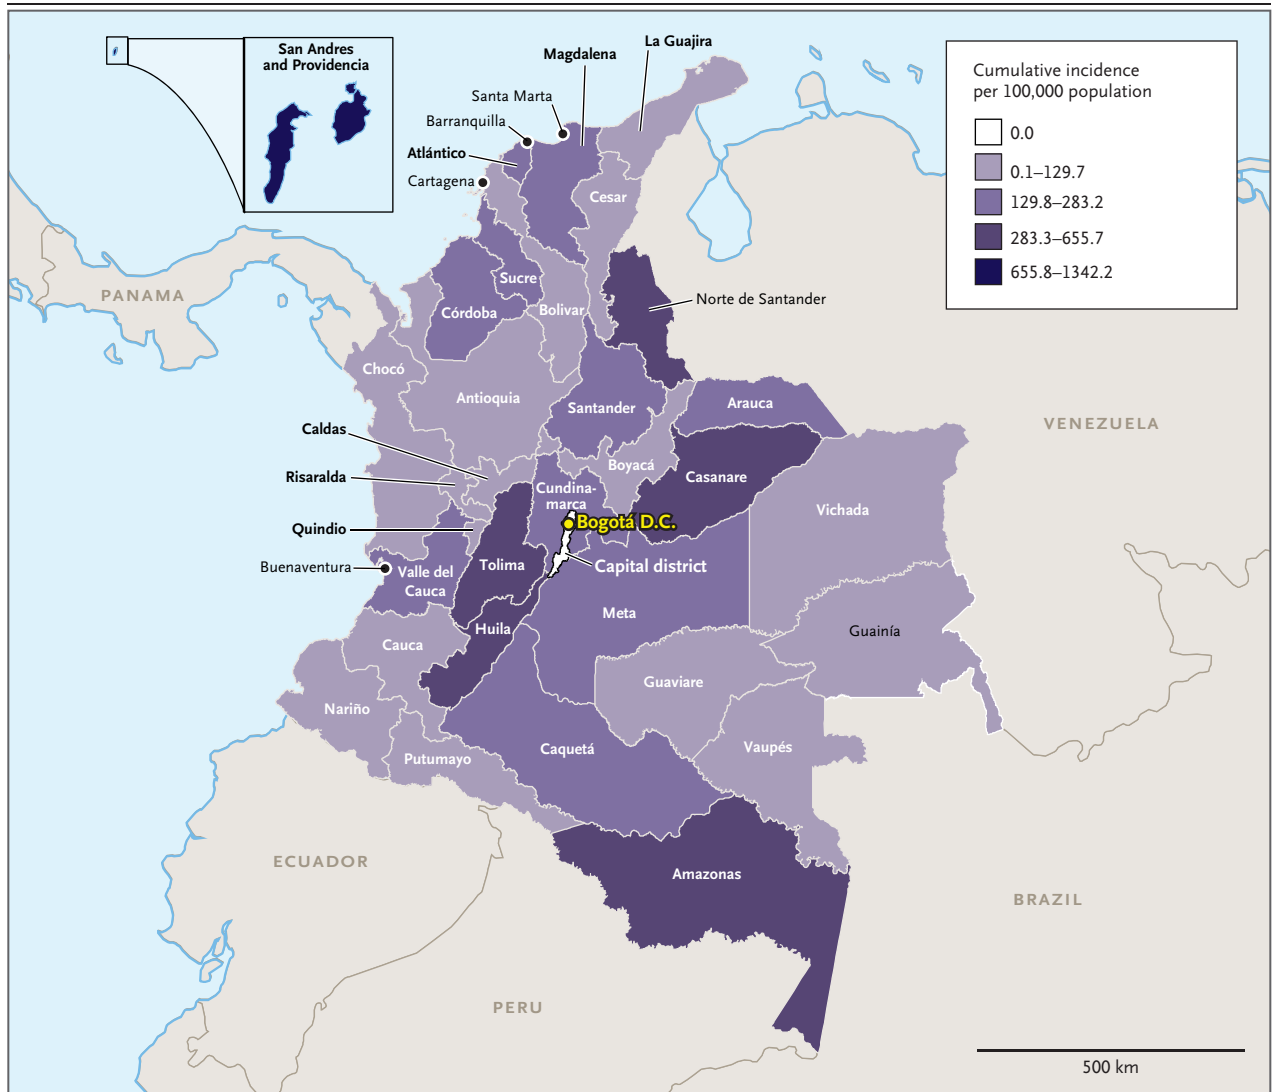 San Andres
and Providencia
La Guajira
Magdalena
Santa Marta
Barranquilla
Atlántico
Cartagena
Cesar
Cumulative incidence
per 100,000 population
0.0
0.1–129.7
129.8–283.2
283.3–655.7
655.8–1342.2
PANAMA
Sucre
Córdoba
Bolivar
Norte de Santander
Chocó
Antioquia
Santander
Arauca
VENEZUELA
Caldas
Boyacá
Casanare
Risaralda
Cundina-
marca
Vichada
Bogotá D.C.
Quindio
Tolima
Capital district
Buenaventura
Valle del
Cauca
Meta
Huila
Guainía
Cauca
Guaviare
Nariño
Caquetá
Vaupés
Putumayo
ECUADOR
Amazonas
BRAZIL
PERU
500 km